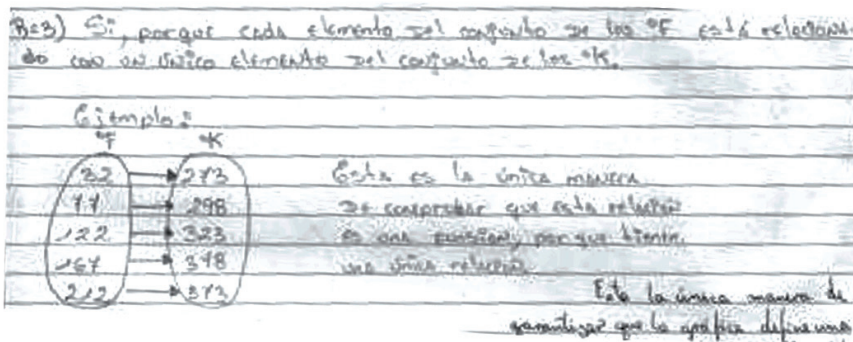 R=3) Si, porque cada elemento del conjunto de los °F está relaciona-
do con un único elemento del conjunto de los °K.
Ejemplo:
°F °K
32 273
77 298
122 323
167 348
212 373
Esta es la única manera
de comprobar que esta relación
es una función, porque tienen
una única relación
Esta la única manera de
garantizar que la gráfica define una